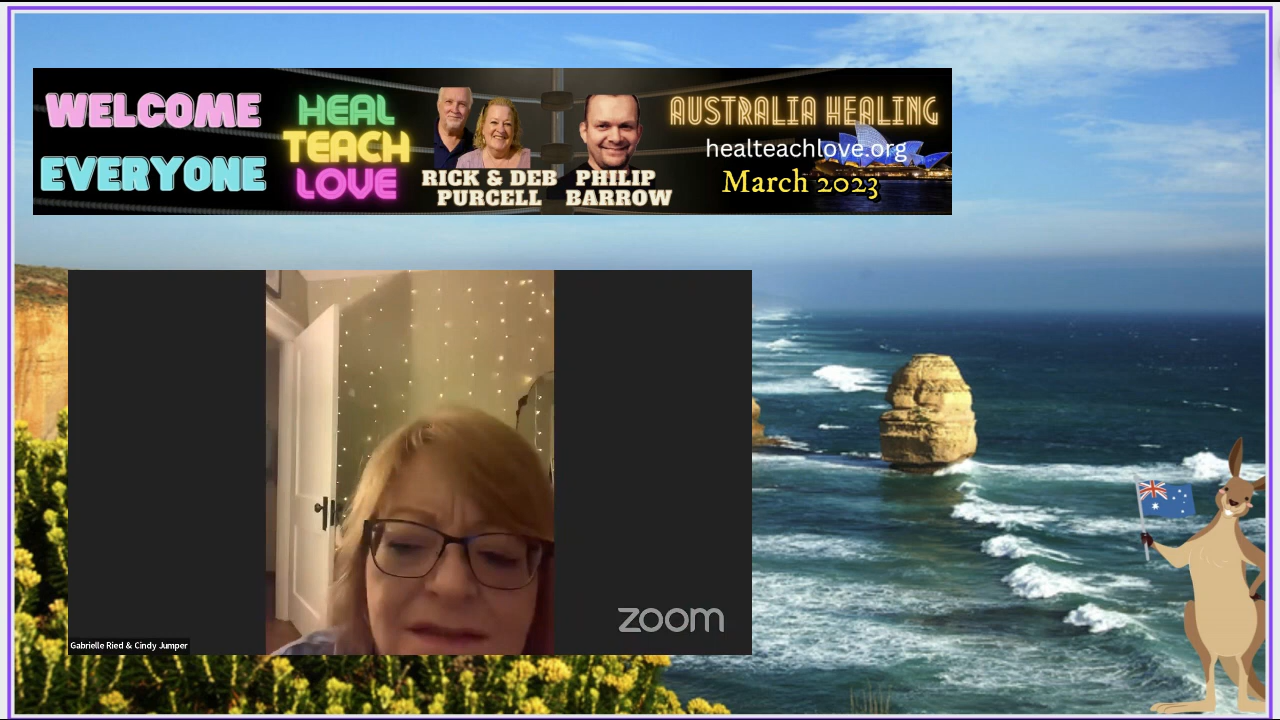 WELCOME
EVERYONE
HEAL
TEACH
LOVE
RICK & DEB
PURCELL
PHILIP
BARROW
AUSTRALIA HEALING
healteachlove.org
March 2023
zoom
Gabrielle Ried & Cindy Jumper